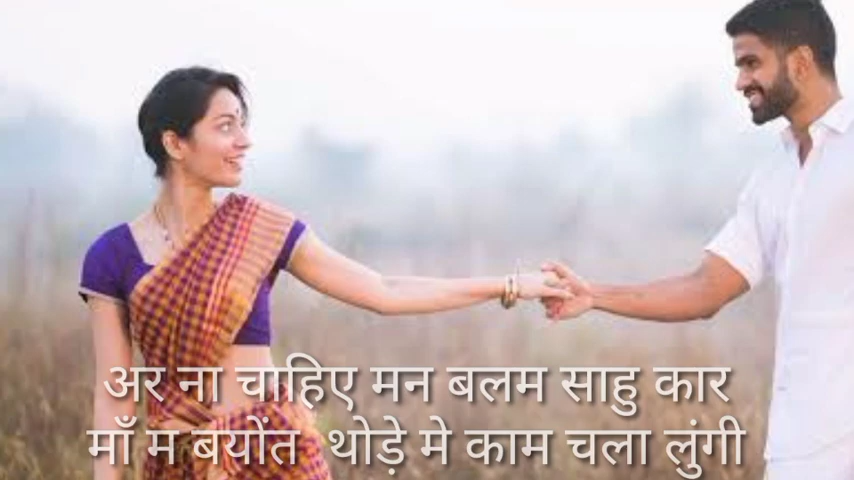 अर ना चाहिए मन बलम साहु कार
माँ म बयोंत थोड़े मे काम चला लुंगी